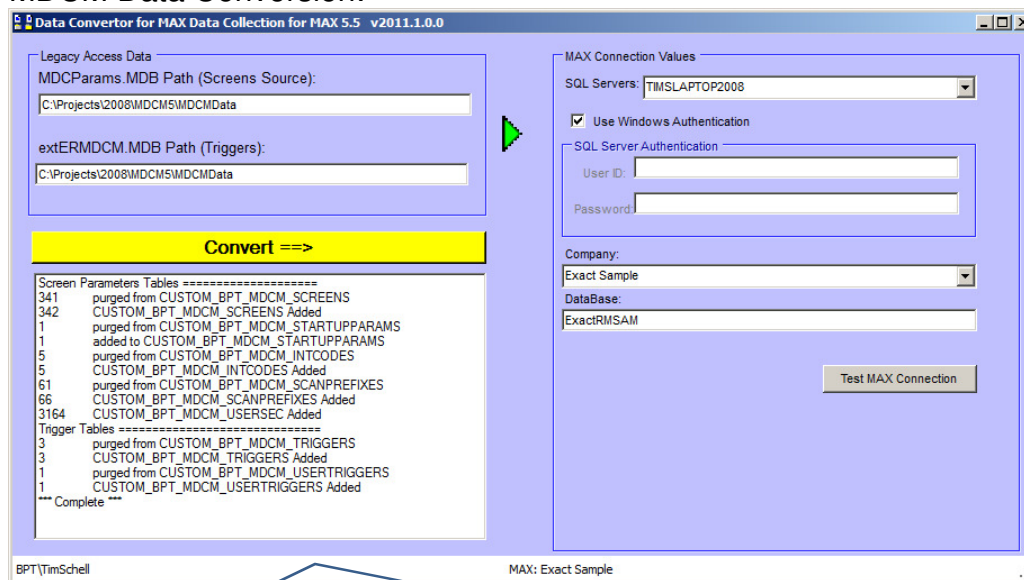 MDCM Data Conversion:
Data Convertor for MAX Data Collection for MAX 5.5 v2011.1.0.0
Legacy Access Data
MDCParams.MDB Path (Screens Source):
C:\Projects\2008\MDCM5\MDCMData
extERMDCM.MDB Path (Triggers):
C:\Projects\2008\MDCM5\MDCMData
Convert ==>
Screen Parameters Tables ====================
341 purged from CUSTOM_BPT_MDCM_SCREENS
342 CUSTOM_BPT_MDCM_SCREENS Added
1 purged from CUSTOM_BPT_MDCM_STARTUPPARAMS
1 added to CUSTOM_BPT_MDCM_STARTUPPARAMS
5 purged from CUSTOM_BPT_MDCM_INTCODES
5 CUSTOM_BPT_MDCM_INTCODES Added
61 purged from CUSTOM_BPT_MDCM_SCANPREFIXES
66 CUSTOM_BPT_MDCM_SCANPREFIXES Added
3164 CUSTOM_BPT_MDCM_USERSEC Added
Trigger Tables ==============================
3 purged from CUSTOM_BPT_MDCM_TRIGGERS
3 CUSTOM_BPT_MDCM_TRIGGERS Added
1 purged from CUSTOM_BPT_MDCM_USERTRIGGERS
1 CUSTOM_BPT_MDCM_USERTRIGGERS Added
*** Complete ***
MAX Connection Values
SQL Servers: TIMSLAPTOP2008
Use Windows Authentication
SQL Server Authentication
User ID:
Password:
Company:
Exact Sample
DataBase:
ExactRMSAM
Test MAX Connection
BPT\TimSchell
MAX: Exact Sample